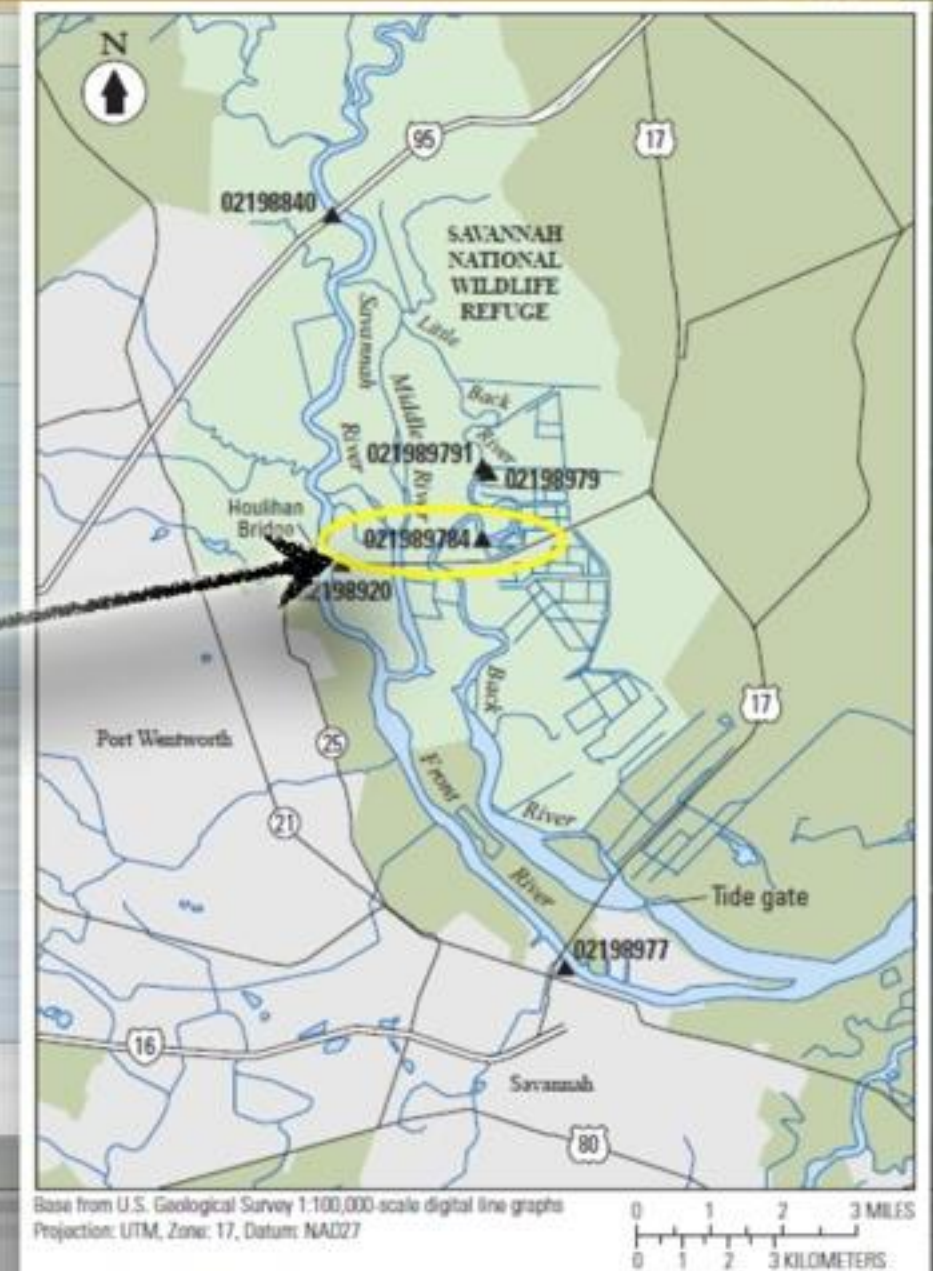 N
95
17
02198840
SAVANNAH
NATIONAL
WILDLIFE
REFUGE
Savannah
River
Little
Back
River
Middle
River
021989791
02198979
Houlihan
Bridge
021989784
Back
River
17
Port Wentworth
25
21
Front
River
Tide gate
02198977
16
Savannah
80
Base from U.S. Geological Survey 1:100,000-scale digital line graphs
Projection: UTM, Zone: 17, Datum: NAD27
0 1 2 3 MILES
0 1 2 3 KILOMETERS